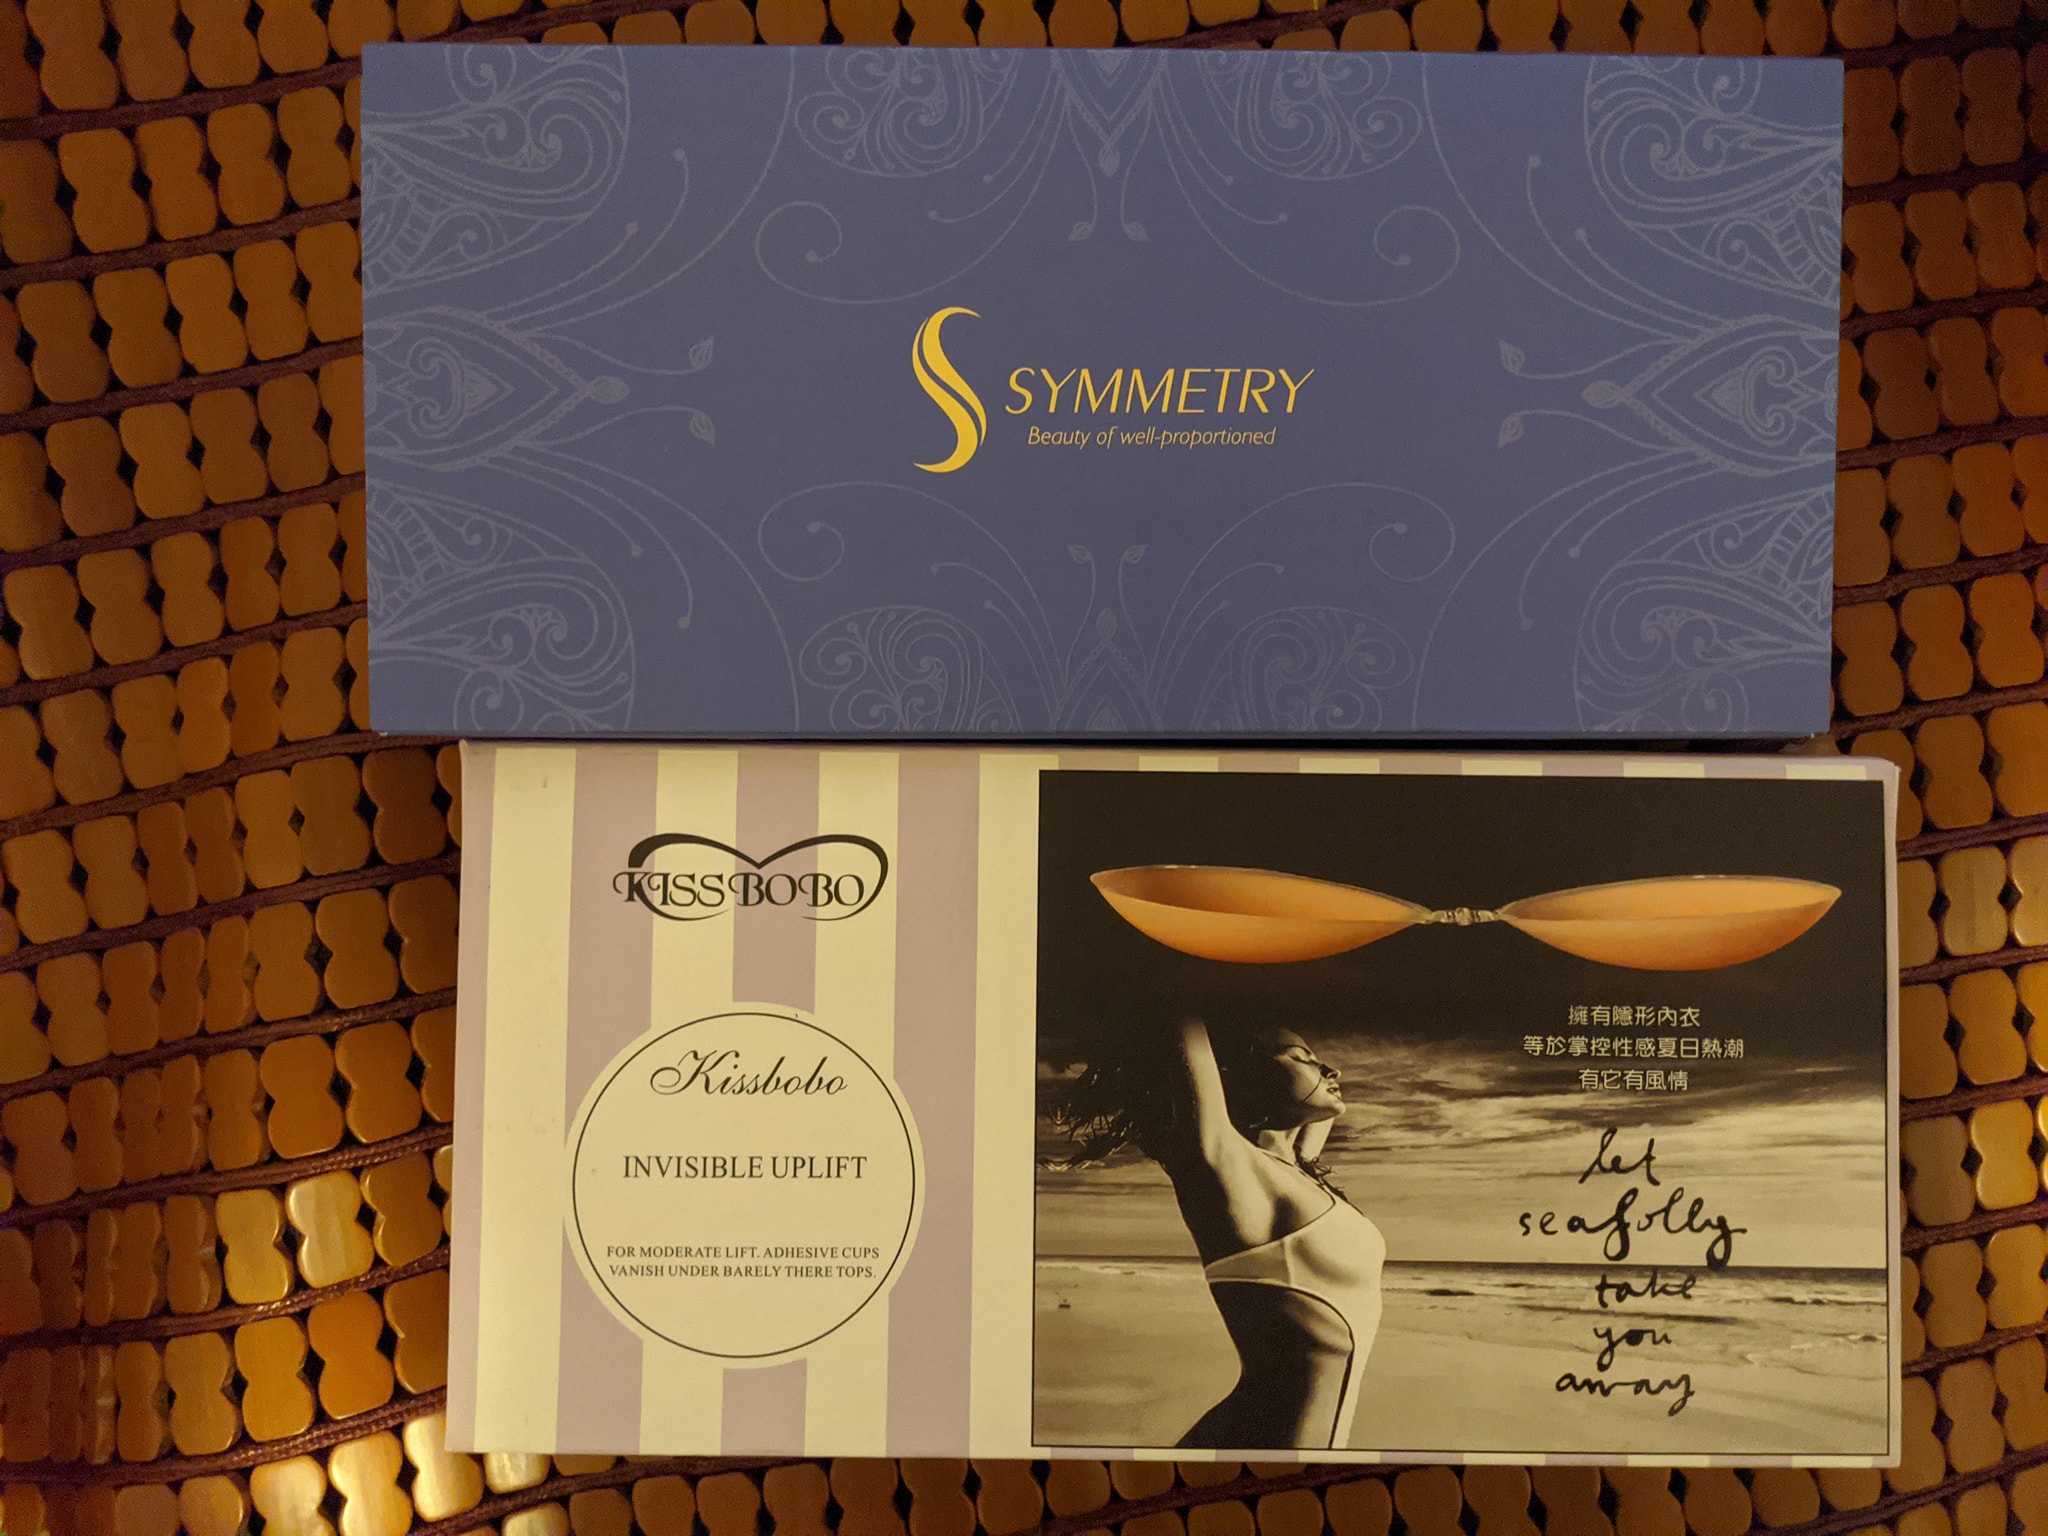 SYMMETRY
Beauty of well-proportioned
KISSBOBO
Kissbobo
INVISIBLE UPLIFT
FOR MODERATE LIFT. ADHESIVE CUPS
VANISH UNDER BARELY THERE TOPS.
擁有隱形內衣
等於掌控性感夏日熱潮
有它有風情
let
seafolly
take
you
away